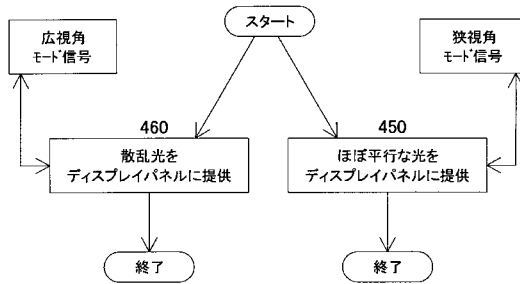 スタート
広視角
モード信号
狭視角
モード信号
460
散乱光を
ディスプレイパネルに提供
450
ほぼ平行な光を
ディスプレイパネルに提供
終了
終了